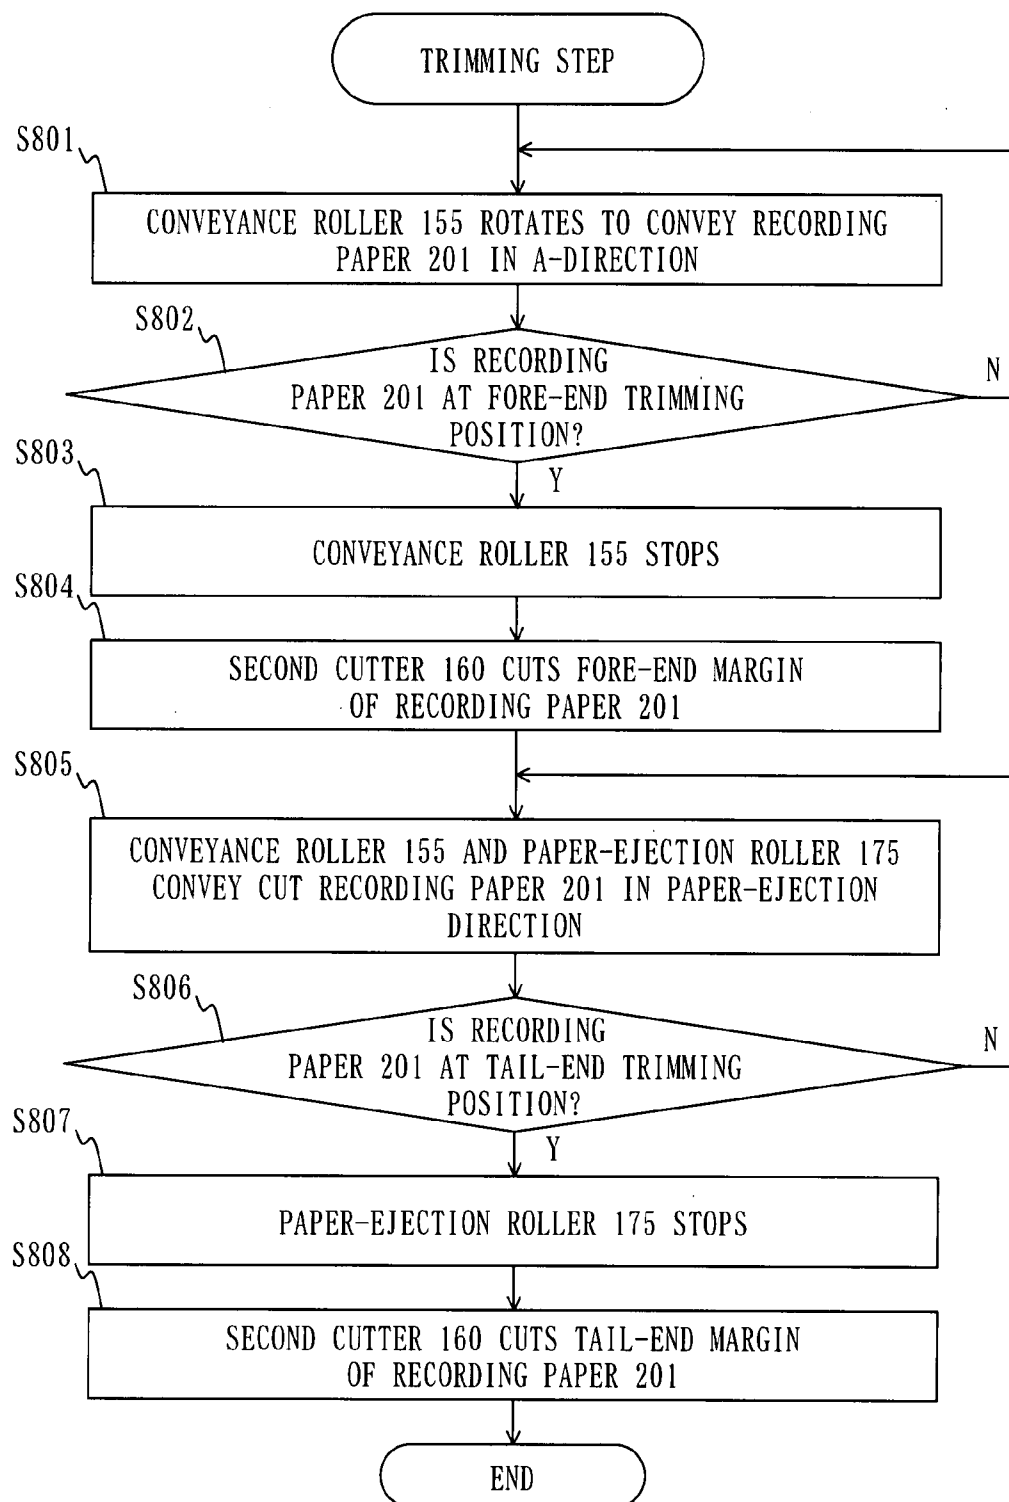 TRIMMING STEP
S801
CONVEYANCE ROLLER 155 ROTATES TO CONVEY RECORDING
PAPER 201 IN A-DIRECTION
S802
IS RECORDING
PAPER 201 AT FORE-END TRIMMING
POSITION?
N
Y
S803
CONVEYANCE ROLLER 155 STOPS
S804
SECOND CUTTER 160 CUTS FORE-END MARGIN
OF RECORDING PAPER 201
S805
CONVEYANCE ROLLER 155 AND PAPER-EJECTION ROLLER 175
CONVEY CUT RECORDING PAPER 201 IN PAPER-EJECTION
DIRECTION
S806
IS RECORDING
PAPER 201 AT TAIL-END TRIMMING
POSITION?
N
Y
S807
PAPER-EJECTION ROLLER 175 STOPS
S808
SECOND CUTTER 160 CUTS TAIL-END MARGIN
OF RECORDING PAPER 201
END